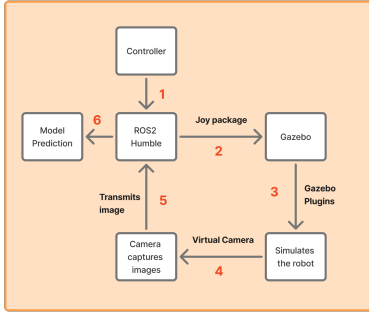 Controller
1
6
Model
Prediction
ROS2
Humble
Joy package
2
Gazebo
3
Gazebo
Plugins
Transmits
image
5
Camera
captures
images
Virtual Camera
4
Simulates
the robot